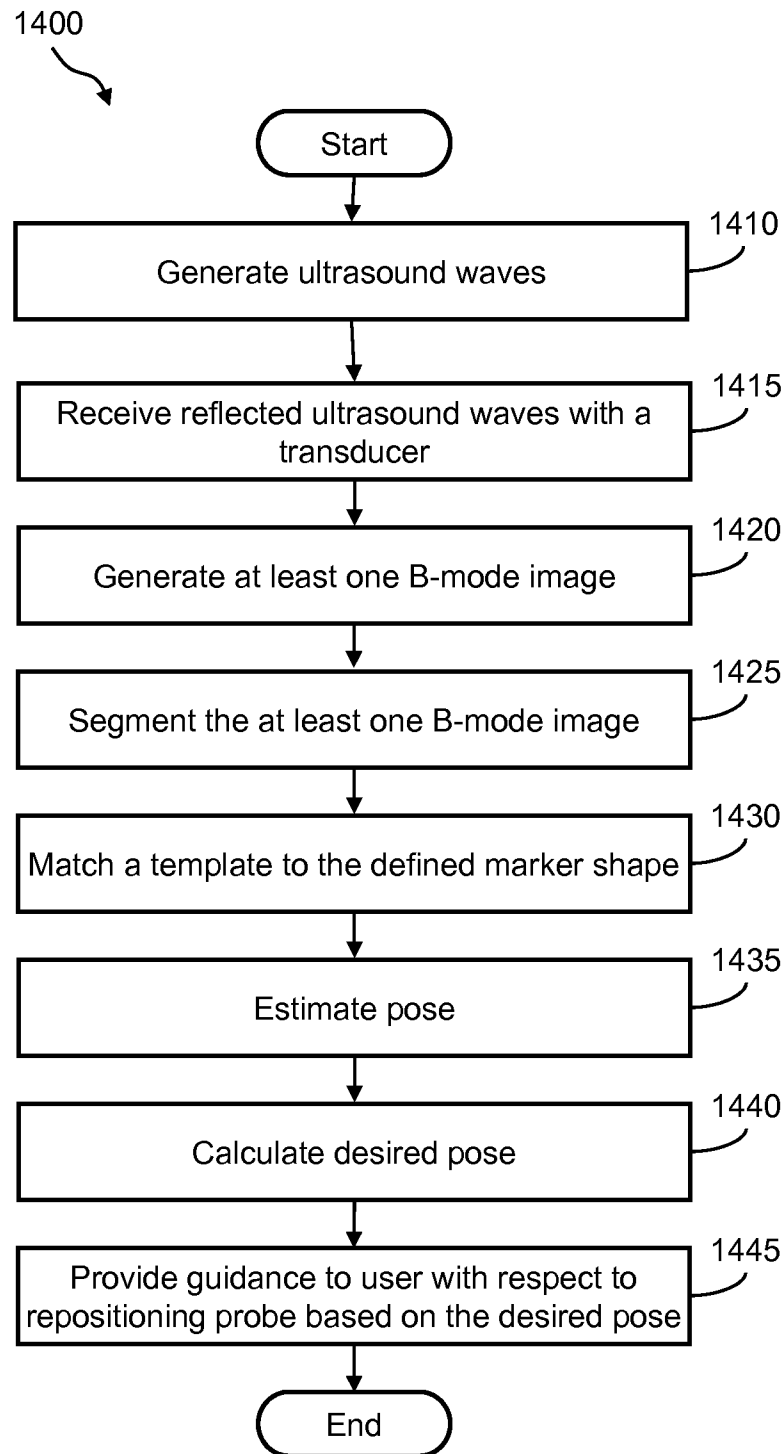 1400
Start
1410
Generate ultrasound waves
1415
Receive reflected ultrasound waves with a
transducer
1420
Generate at least one B-mode image
1425
Segment the at least one B-mode image
1430
Match a template to the defined marker shape
1435
Estimate pose
1440
Calculate desired pose
1445
Provide guidance to user with respect to
repositioning probe based on the desired pose
End